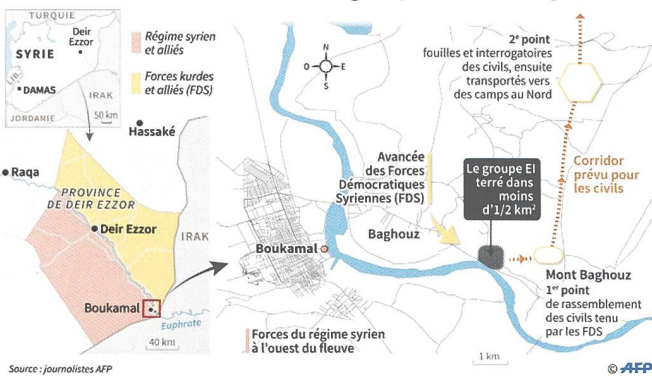 TURQUIE
Deir
Ezzor
SYRIE
LIB.
DAMAS
IRAK
JORDANIE
50 km
Régime syrien
et alliés
Forces kurdes
et alliés (FDS)
Hassaké
Raqa
PROVINCE
DE DEIR EZZOR
Deir Ezzor
IRAK
Boukamal
Euphrate
40 km
N
O
E
S
2e point
fouilles et interrogatoires
des civils, ensuite
transportés vers
des camps au Nord
Corridor
prévu pour
les civils
Avancée
des Forces
Démocratiques
Syriennes (FDS)
Le groupe EI
terré dans
moins
d'1/2 km²
Baghouz
Boukamal
Mont Baghouz
1er point
de rassemblement
des civils tenu
par les FDS
Forces du régime syrien
à l'ouest du fleuve
1 km
Source : journalistes AFP
© AFP